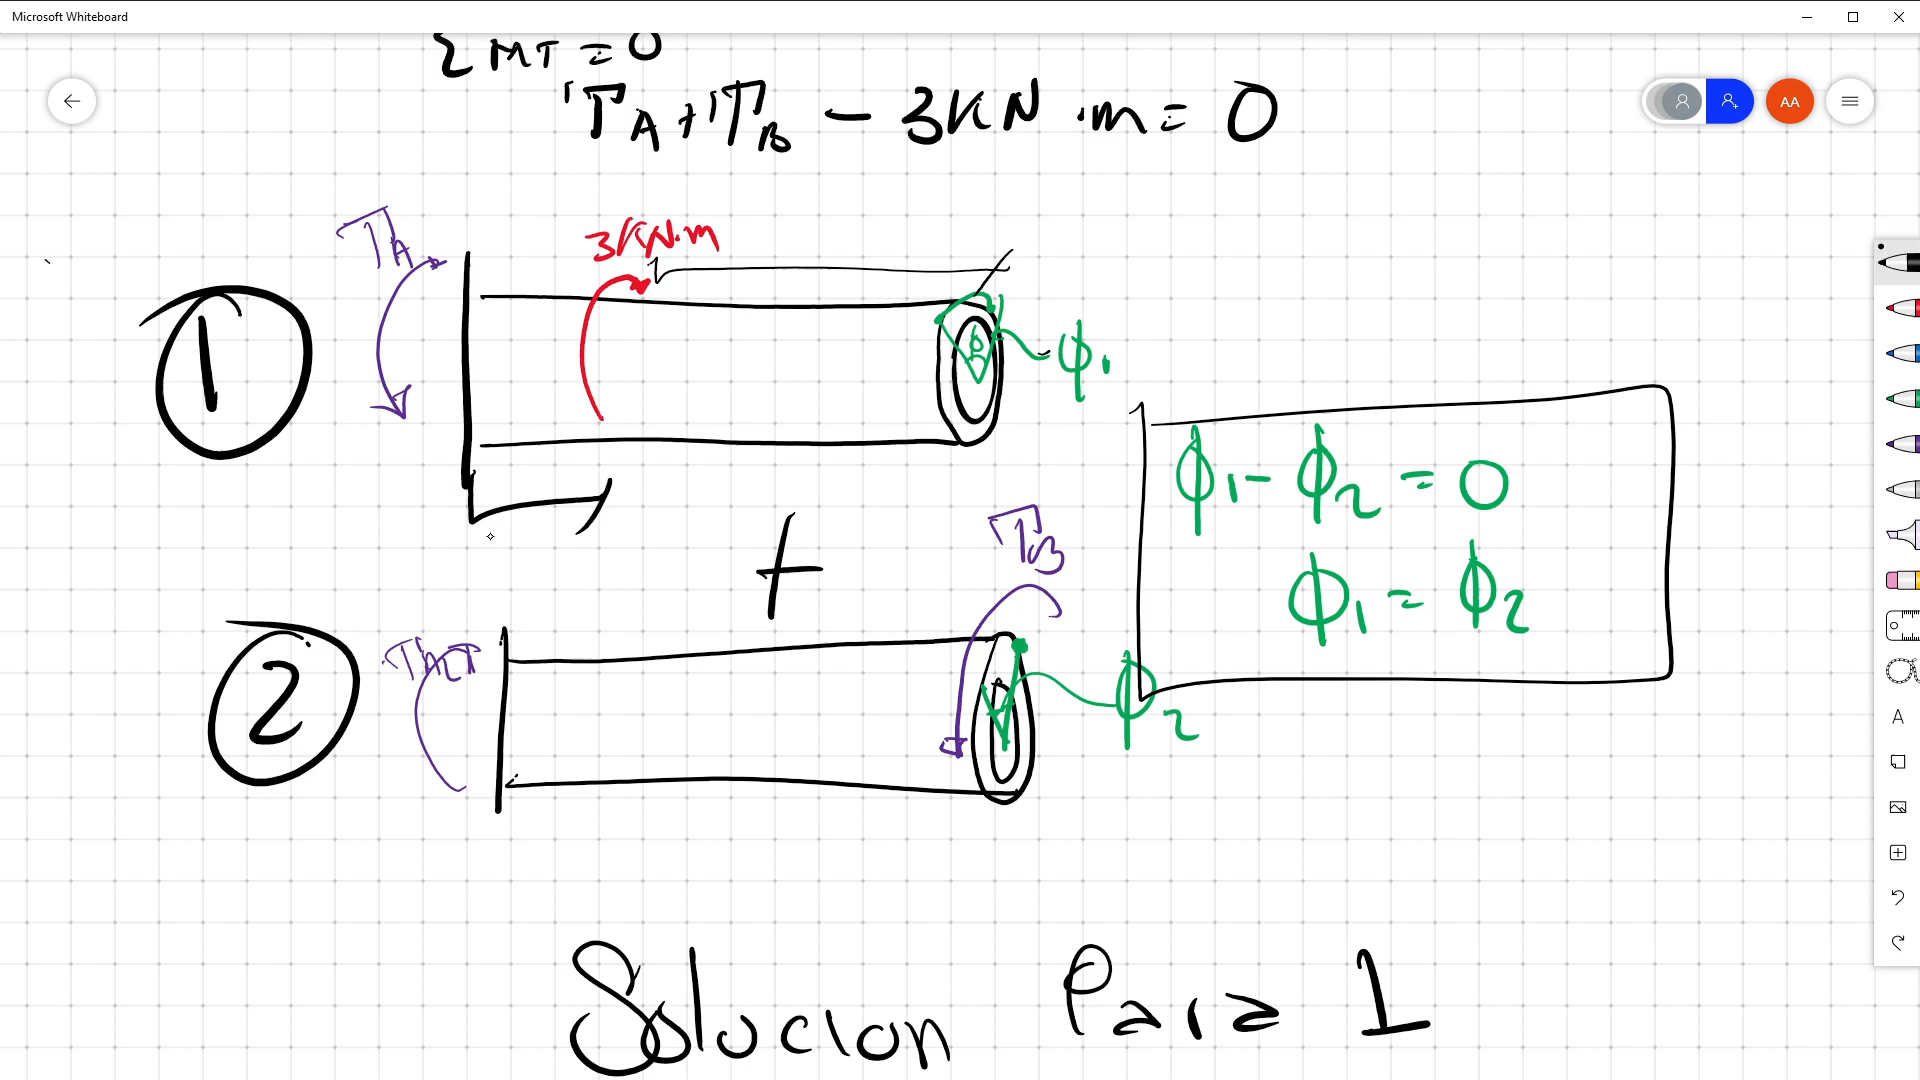 Microsoft Whiteboard
ΣMT = 0
TA + TB - 3KN·m = 0
AA
TA
3KN·m
1
ϕ1
ϕ1 - ϕ2 = 0
ϕ1 = ϕ2
+
TB
2
ϕ2
A
Solucion Para 1